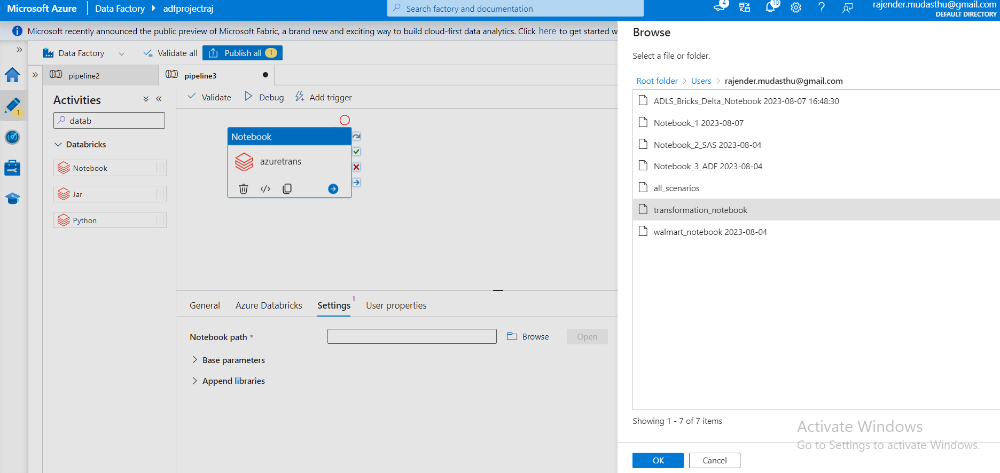 Microsoft Azure
Data Factory
adfprojectraj
Search factory and documentation
4
10
rajender.mudasthu@gmail.com
DEFAULT DIRECTORY
Microsoft recently announced the public preview of Microsoft Fabric, a brand new and exciting way to build cloud-first data analytics. Click here to get started w
Data Factory
Validate all
Publish all 1
pipeline2
pipeline3
1
Activities
datab
Databricks
Notebook
Jar
Python
Validate
Debug
Add trigger
Notebook
azuretrans
General
Azure Databricks
Settings 1
User properties
Notebook path *
Browse
Open
Base parameters
Append libraries
Browse
Select a file or folder.
Root folder > Users > rajender.mudasthu@gmail.com
ADLS_Bricks_Delta_Notebook 2023-08-07 16:48:30
Notebook_1 2023-08-07
Notebook_2_SAS 2023-08-04
Notebook_3_ADF 2023-08-04
all_scenarios
transformation_notebook
walmart_notebook 2023-08-04
Showing 1 - 7 of 7 items
Activate Windows
Go to Settings to activate Windows.
OK
Cancel